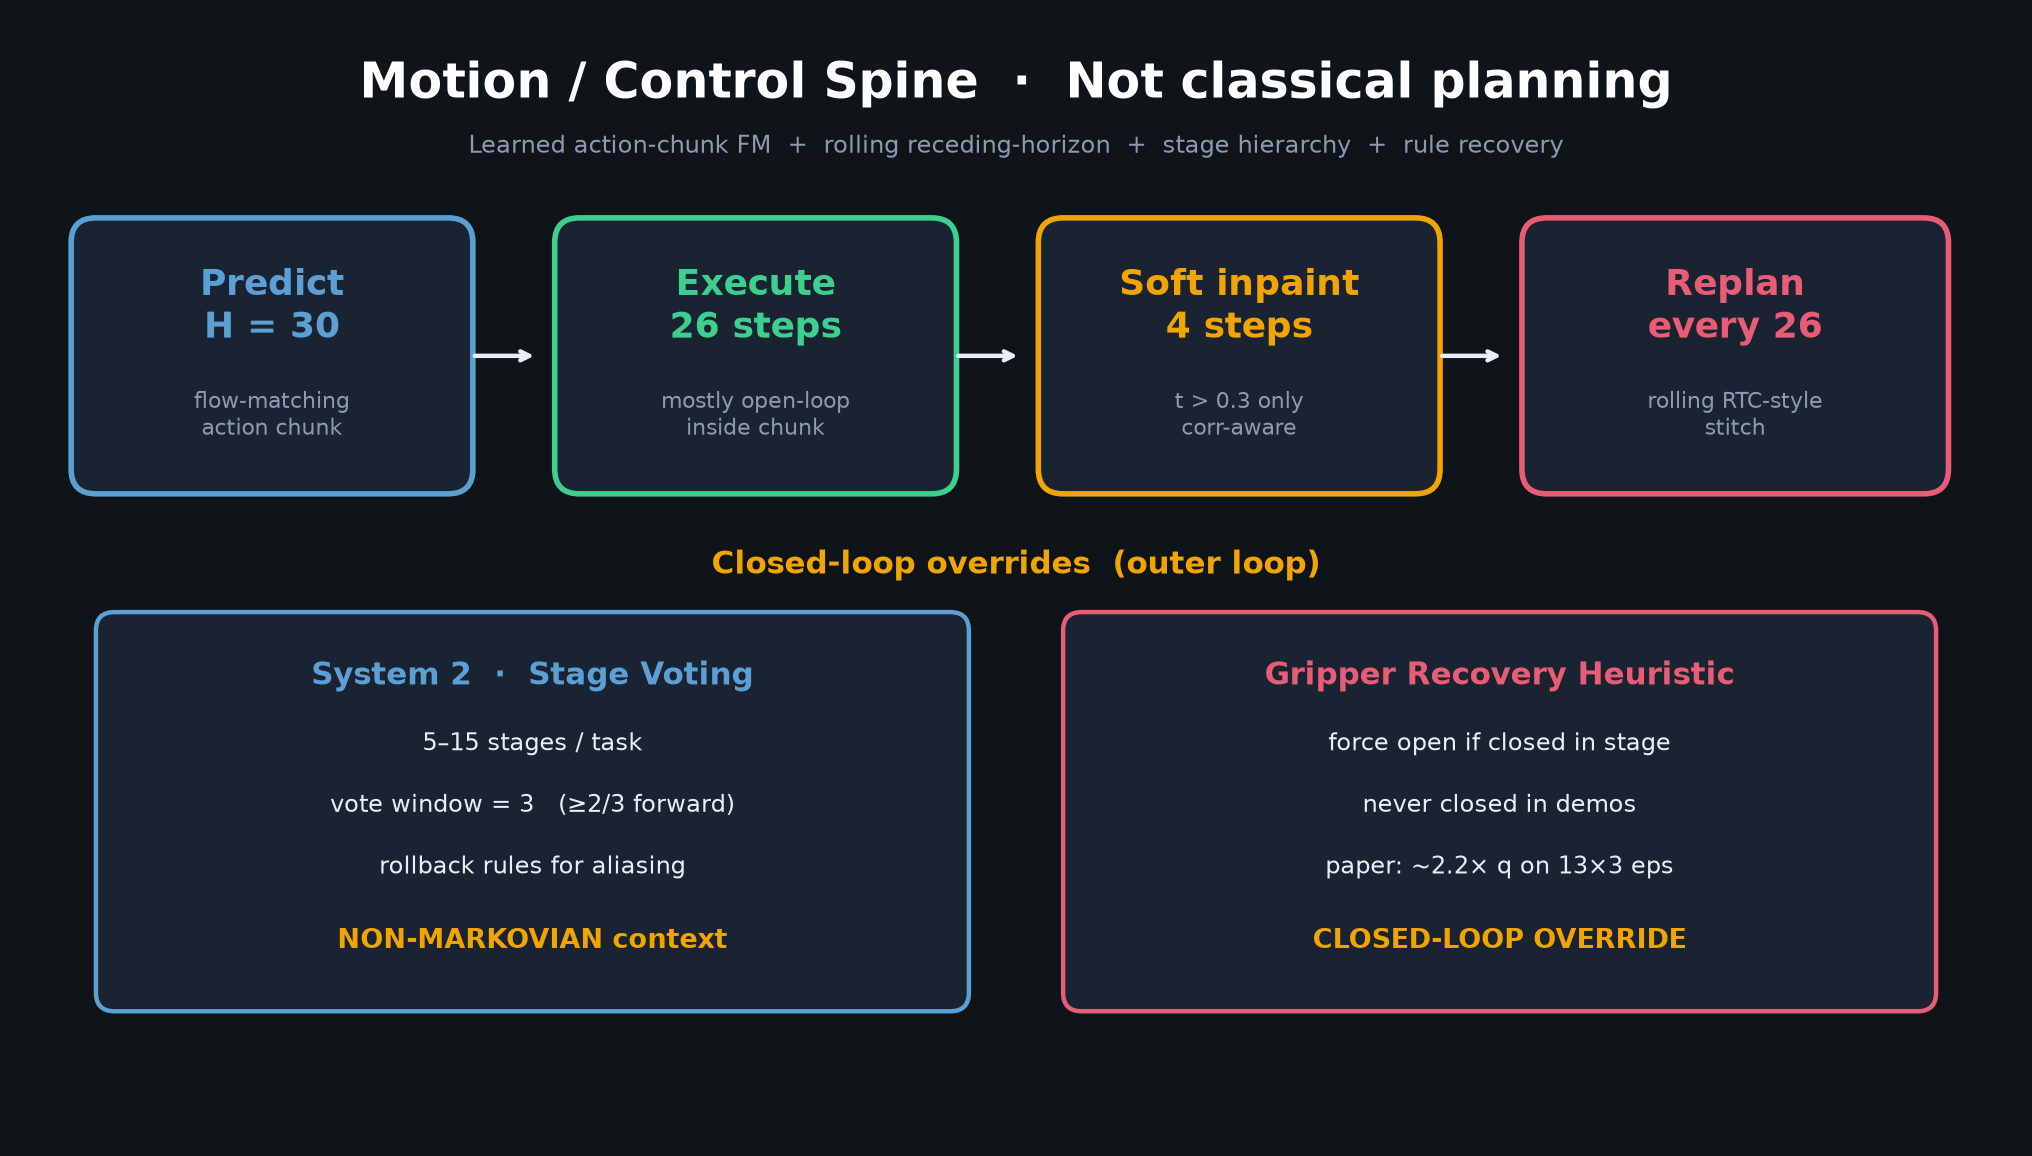 Motion / Control Spine · Not classical planning
Learned action-chunk FM + rolling receding-horizon + stage hierarchy + rule recovery
Predict
H = 30
flow-matching
action chunk
Execute
26 steps
mostly open-loop
inside chunk
Soft inpaint
4 steps
t > 0.3 only
corr-aware
Replan
every 26
rolling RTC-style
stitch
Closed-loop overrides (outer loop)
System 2 · Stage Voting
5–15 stages / task
vote window = 3 (≥2/3 forward)
rollback rules for aliasing
NON-MARKOVIAN context
Gripper Recovery Heuristic
force open if closed in stage
never closed in demos
paper: ~2.2× q on 13×3 eps
CLOSED-LOOP OVERRIDE